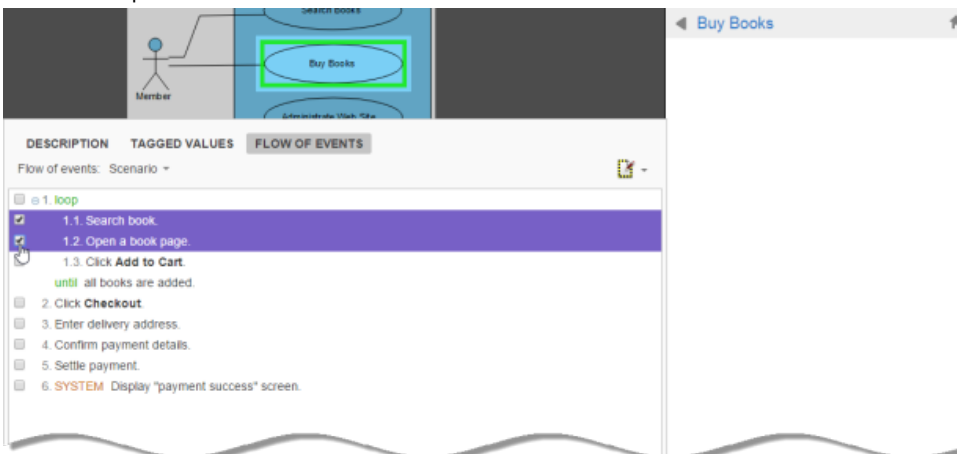 Search Books
Buy Books
Buy Books
Member
Administrate Web Site
DESCRIPTION TAGGED VALUES FLOW OF EVENTS
Flow of events: Scenario
1. loop
1.1. Search book.
1.2. Open a book page.
1.3. Click Add to Cart.
until all books are added.
2. Click Checkout.
3. Enter delivery address.
4. Confirm payment details.
5. Settle payment.
6. SYSTEM Display "payment success" screen.